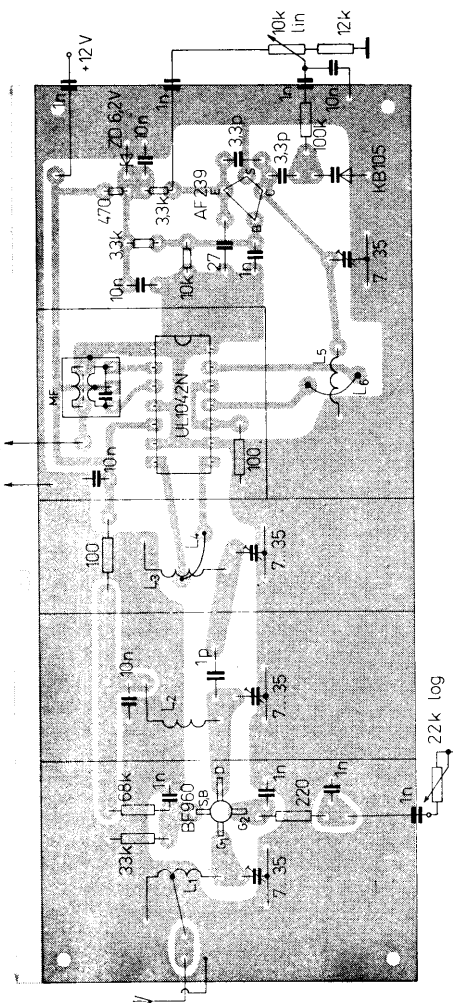 +12V
1n
1n
10k
lin
12k
1n
10n
100k
ZD 6,2V
10n
470
3,3k
AF239
3,3p
3,3p
KB105
E
S
B
C
3,3k
10n
10k
27
1n
7...35
MF
UL1042N
L5
L6
10n
100
100
L3
L4
7...35
10n
L2
1p
7...35
68k
33k
1n
BF960
S,B
D
G1
G2
1n
220
1n
1n
22k log
L1
7...35